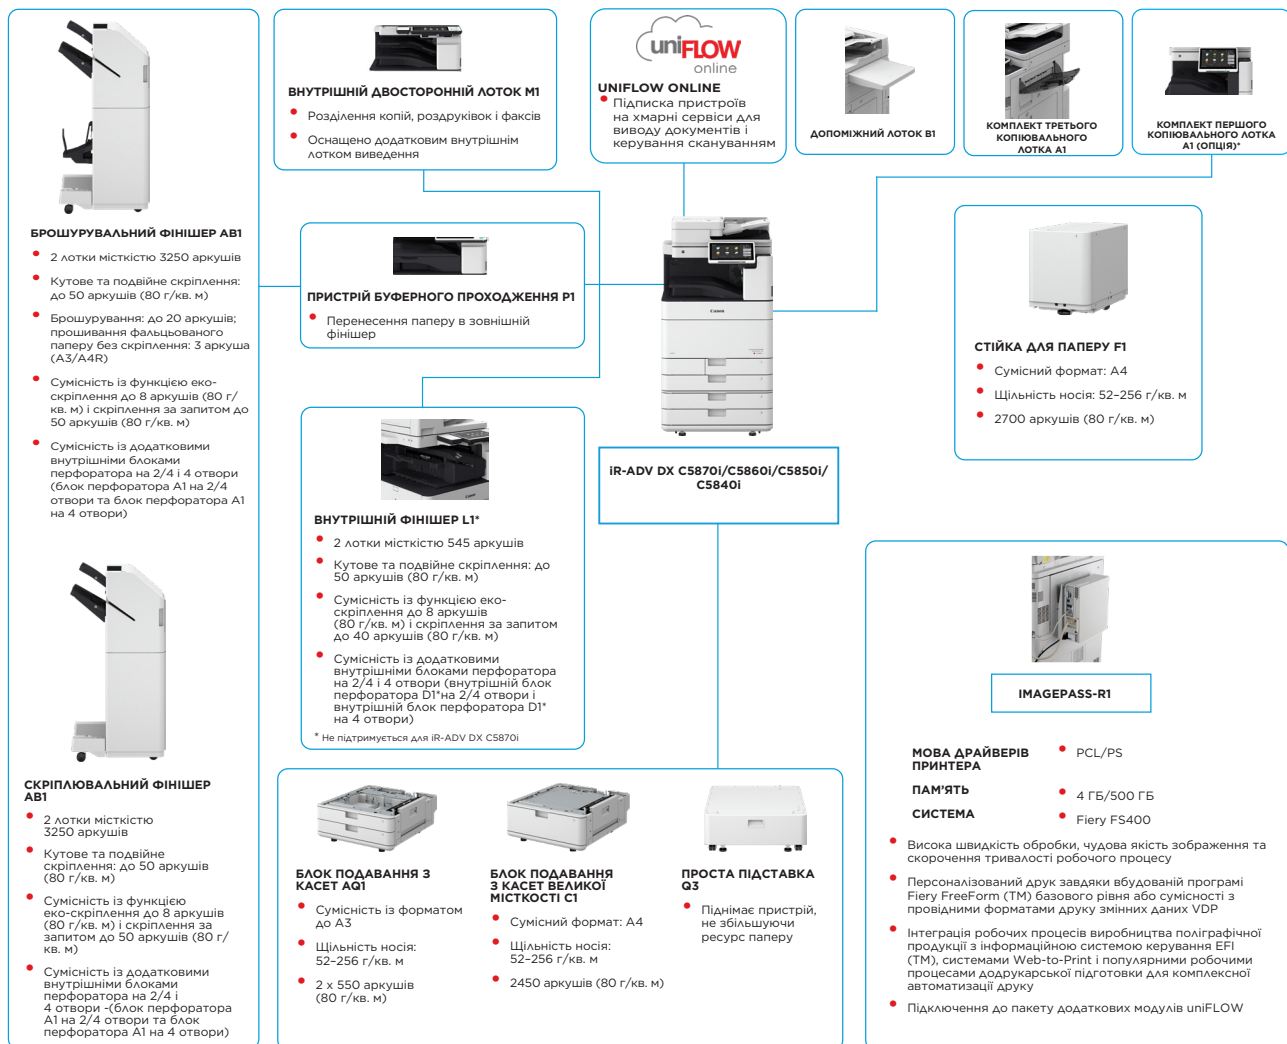 БРОШУРУВАЛЬНИЙ ФІНІШЕР AB1
2 лотки місткістю 3250 аркушів
Кутове та подвійне скріплення:
до 50 аркушів (80 г/кв. м)
Брошурування: до 20 аркушів;
прошивання фальцьованого
паперу без скріплення: 3 аркуша
(A3/A4R)
Сумісність із функцією еко-
скріплення до 8 аркушів (80 г/
кв. м) і скріплення за запитом до
50 аркушів (80 г/кв. м)
Сумісність із додатковими
внутрішніми блоками
перфоратора на 2/4 і 4 отвори
(блок перфоратора A1 на 2/4
отвори та блок перфоратора A1
на 4 отвори)
СКРІПЛЮВАЛЬНИЙ ФІНІШЕР
AB1
2 лотки місткістю
3250 аркушів
Кутове та подвійне
скріплення: до 50 аркушів
(80 г/кв. м)
Сумісність із функцією
еко-скріплення до 8 аркушів
(80 г/кв. м) і скріплення за
запитом до 50 аркушів (80 г/
кв. м)
Сумісність із додатковими
внутрішніми блоками
перфоратора на 2/4 і
4 отвори -(блок перфоратора
A1 на 2/4 отвори та блок
перфоратора A1 на 4 отвори)
ВНУТРІШНІЙ ДВОСТОРОННІЙ ЛОТОК M1
Розділення копій, роздруківок і факсів
Оснащено додатковим внутрішнім
лотком виведення
uniFLOW
online
UNIFLOW ONLINE
Підписка пристроїв
на хмарні сервіси для
виводу документів і
керування скануванням
ДОПОМІЖНИЙ ЛОТОК B1
КОМПЛЕКТ ТРЕТЬОГО
КОПІЮВАЛЬНОГО
ЛОТКА A1
КОМПЛЕКТ ПЕРШОГО
КОПІЮВАЛЬНОГО ЛОТКА
A1 (ОПЦІЯ)*
ПРИСТРІЙ БУФЕРНОГО ПРОХОДЖЕННЯ P1
Перенесення паперу в зовнішній
фінішер
Canon
iR-ADV DX C5870i/C5860i/C5850i/
C5840i
СТІЙКА ДЛЯ ПАПЕРУ F1
Сумісний формат: A4
Щільність носія: 52–256 г/кв. м
2700 аркушів (80 г/кв. м)
ВНУТРІШНІЙ ФІНІШЕР L1*
2 лотки місткістю 545 аркушів
Кутове та подвійне скріплення: до
50 аркушів (80 г/кв. м)
Сумісність із функцією еко-
скріплення до 8 аркушів
(80 г/кв. м) і скріплення за запитом
до 40 аркушів (80 г/кв. м)
Сумісність із додатковими
внутрішніми блоками перфоратора
на 2/4 і 4 отвори (внутрішній блок
перфоратора D1*на 2/4 отвори і
внутрішній блок перфоратора D1*
на 4 отвори)
* Не підтримується для iR-ADV DX C5870i
БЛОК ПОДАВАННЯ З
КАСЕТ AQ1
Сумісність із форматом
до A3
Щільність носія:
52–256 г/кв. м
2 x 550 аркушів
(80 г/кв. м)
БЛОК ПОДАВАННЯ
З КАСЕТ ВЕЛИКОЇ
МІСТКОСТІ C1
Сумісний формат: A4
Щільність носія:
52–256 г/кв. м
2450 аркушів (80 г/кв. м)
ПРОСТА ПІДСТАВКА
Q3
Піднімає пристрій,
не збільшуючи
ресурс паперу
IMAGEPASS-R1
МОВА ДРАЙВЕРІВ
ПРИНТЕРА
PCL/PS
ПАМ'ЯТЬ
4 ГБ/500 ГБ
СИСТЕМА
Fiery FS400
Висока швидкість обробки, чудова якість зображення та
скорочення тривалості робочого процесу
Персоналізований друк завдяки вбудованій програмі
Fiery FreeForm (TM) базового рівня або сумісності з
провідними форматами друку змінних даних VDP
Інтеграція робочих процесів виробництва поліграфічної
продукції з інформаційною системою керування EFI
(TM), системами Web-to-Print і популярними робочими
процесами додрукарської підготовки для комплексної
автоматизації друку
Підключення до пакету додаткових модулів uniFLOW